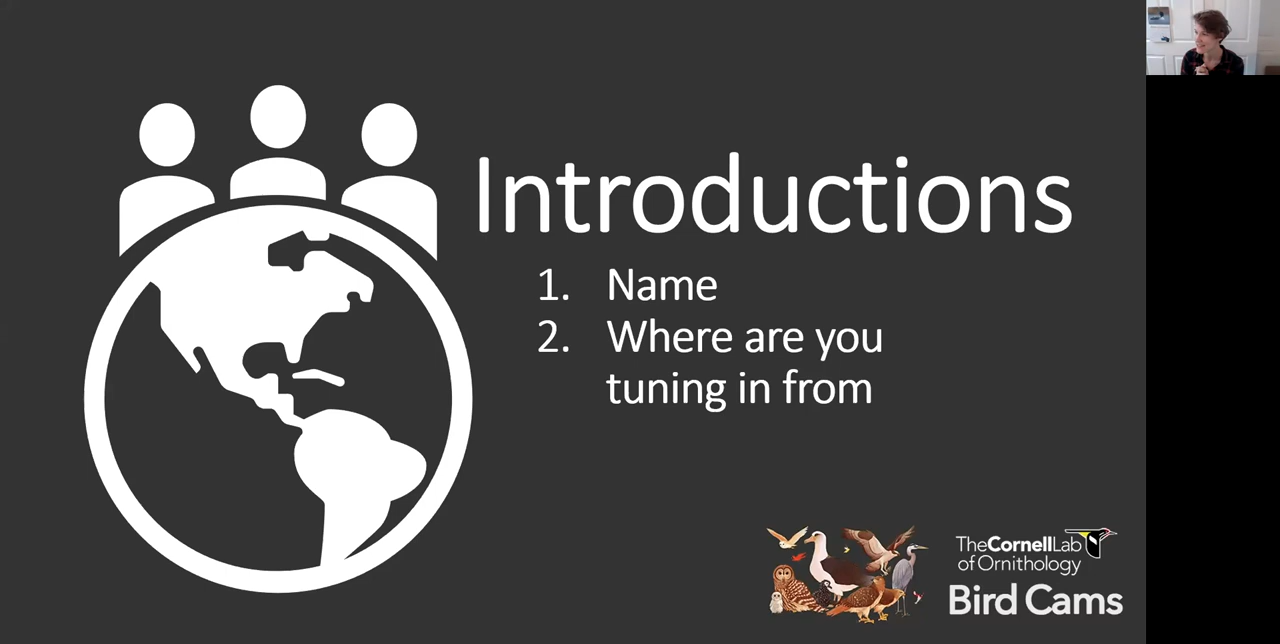 Introductions
1. Name
2. Where are you
tuning in from
TheCornellLab
of Ornithology
Bird Cams